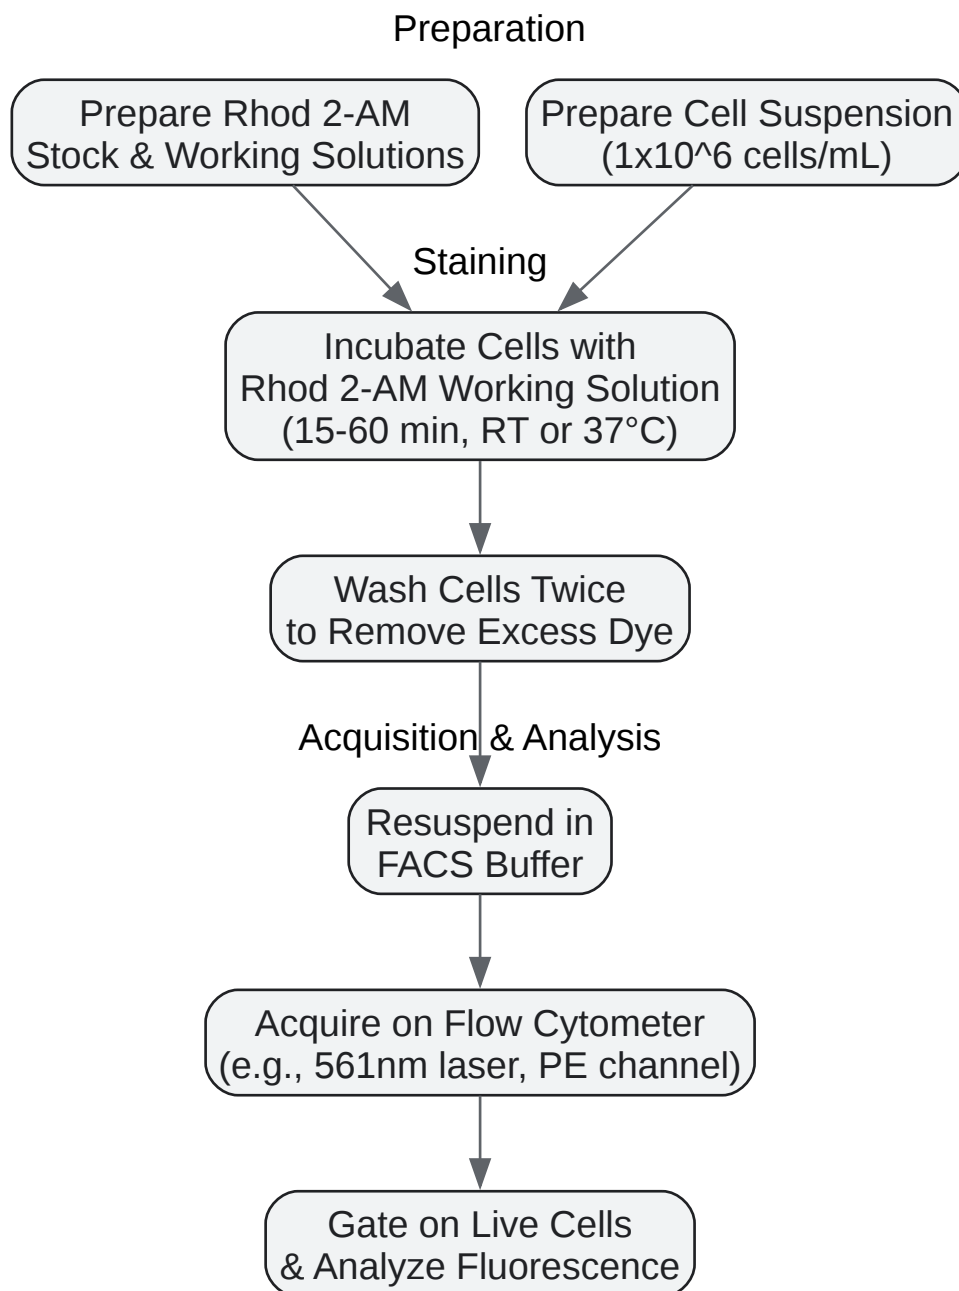 Preparation
Prepare Rhod 2-AM
Stock & Working Solutions
Prepare Cell Suspension
(1x10^6 cells/mL)
Staining
Incubate Cells with
Rhod 2-AM Working Solution
(15-60 min, RT or 37°C)
Wash Cells Twice
to Remove Excess Dye
Acquisition & Analysis
Resuspend in
FACS Buffer
Acquire on Flow Cytometer
(e.g., 561nm laser, PE channel)
Gate on Live Cells
& Analyze Fluorescence